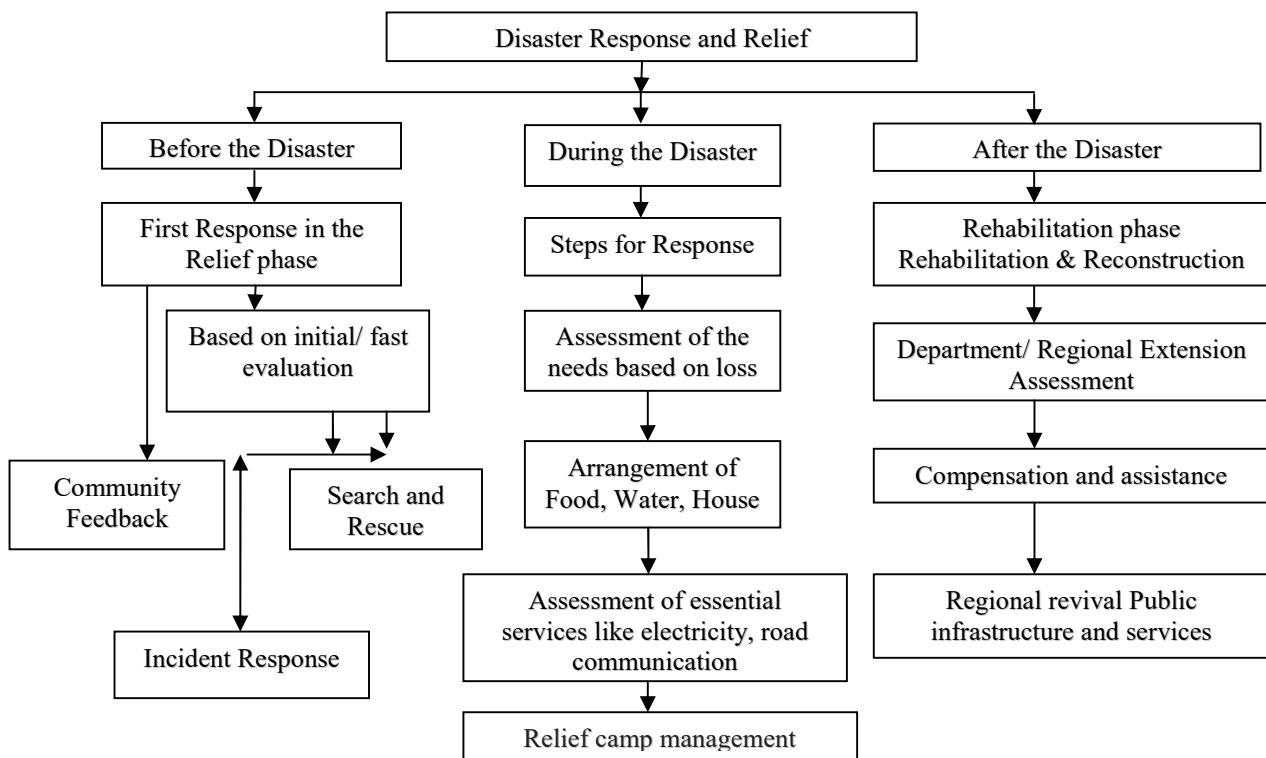 Disaster Response and Relief
Before the Disaster
During the Disaster
After the Disaster
First Response in the
Relief phase
Steps for Response
Rehabilitation phase
Rehabilitation & Reconstruction
Based on initial/ fast
evaluation
Assessment of the
needs based on loss
Department/ Regional Extension
Assessment
Community
Feedback
Search and
Rescue
Arrangement of
Food, Water, House
Compensation and assistance
Incident Response
Assessment of essential
services like electricity, road
communication
Regional revival Public
infrastructure and services
Relief camp management